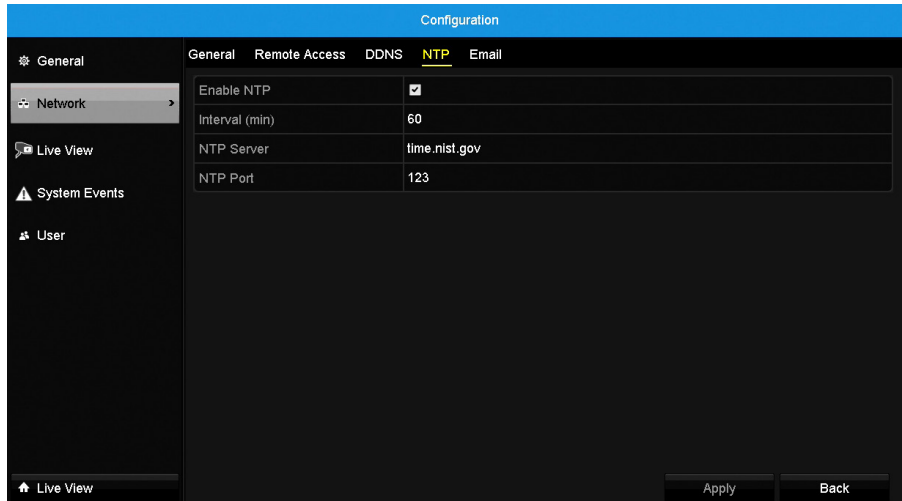 Configuration
General
Network
Live View
System Events
User
Live View
General Remote Access DDNS NTP Email
Enable NTP
Interval (min) 60
NTP Server time.nist.gov
NTP Port 123
Apply Back